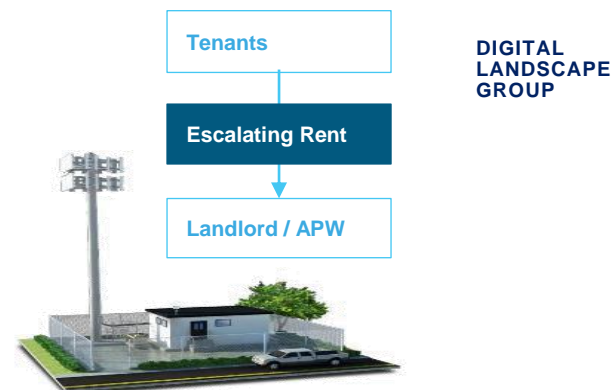 Tenants
Escalating Rent
Landlord / APW
DIGITAL
LANDSCAPE
GROUP